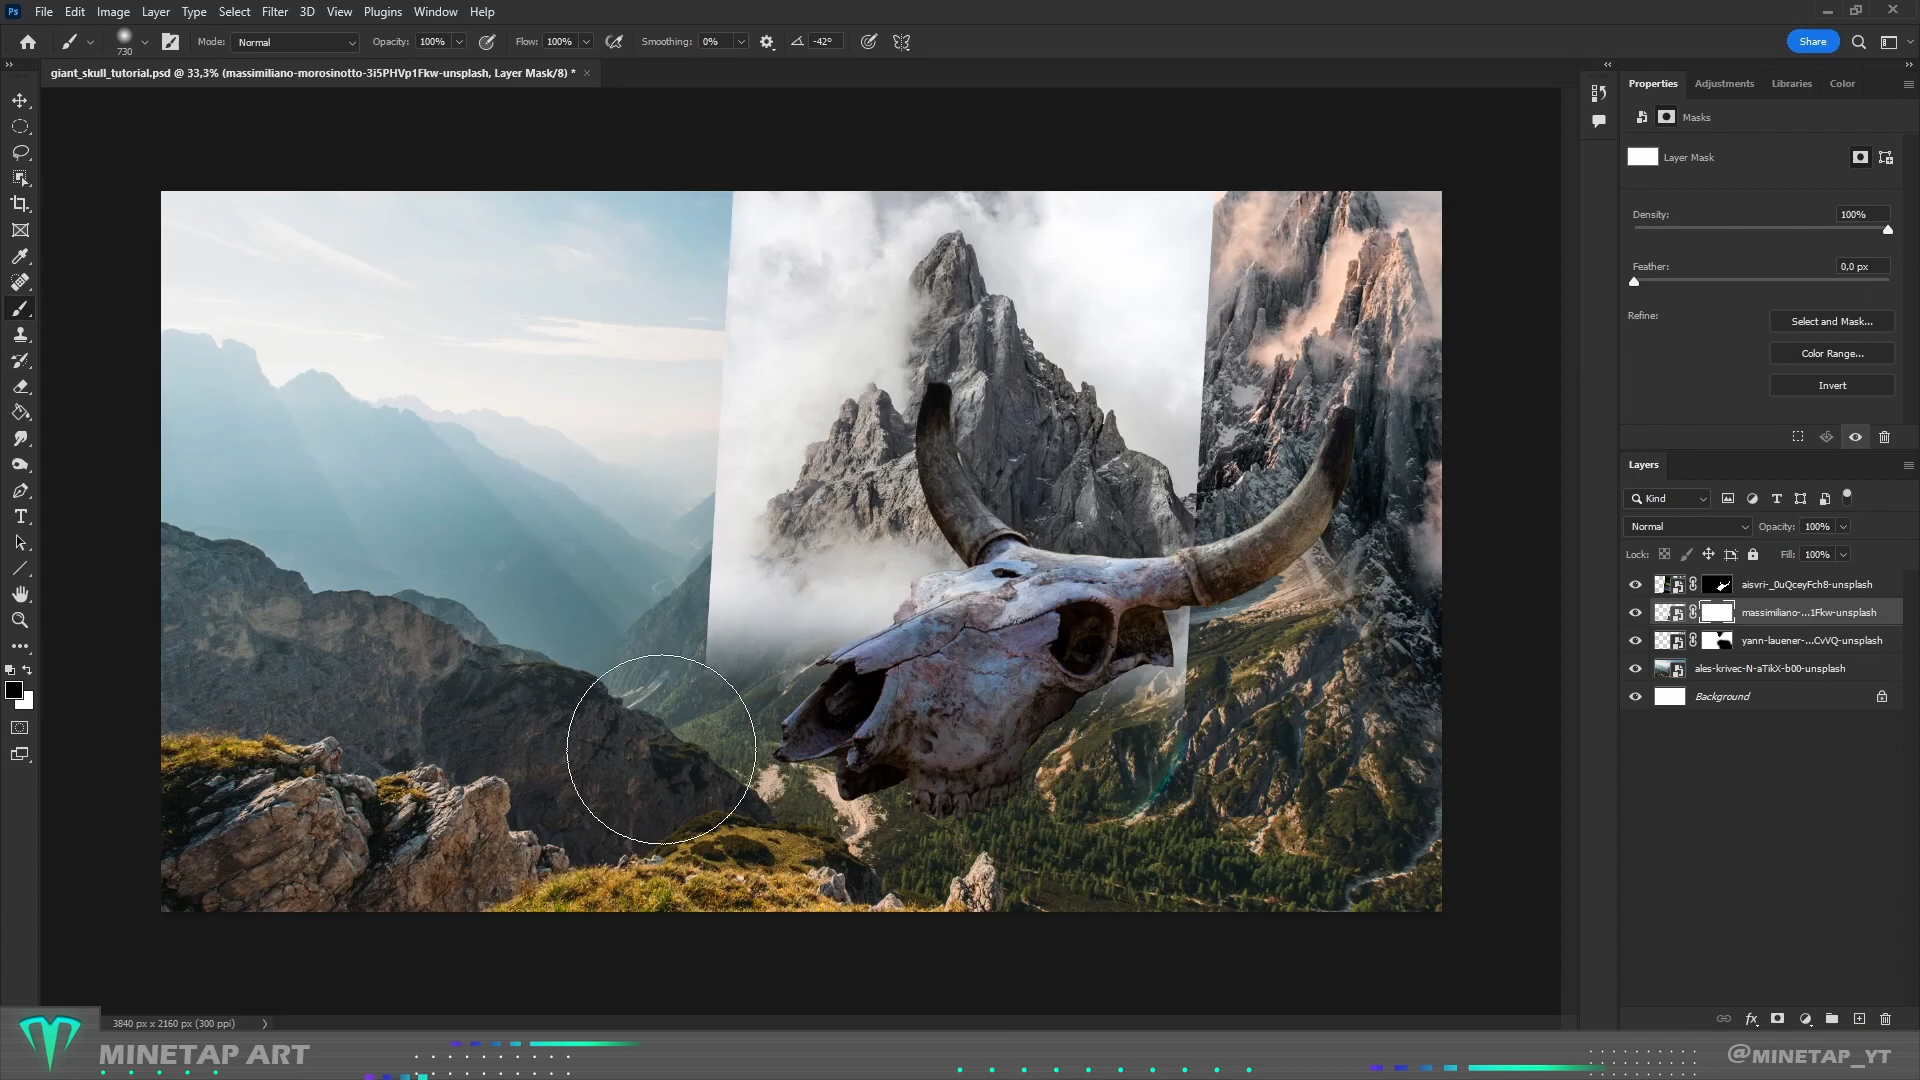 Ps File Edit Image Layer Type Select Filter 3D View Plugins Window Help
730 Mode: Normal Opacity: 100% Flow: 100% Smoothing: 0% -42° Share
giant_skull_tutorial.psd @ 33,3% (massimiliano-morosinotto-3i5PHVp1Fkw-unsplash, Layer Mask/8) * ×
Properties Adjustments Libraries Color
Masks
Layer Mask
Density: 100%
Feather: 0,0 px
Refine: Select and Mask...
Color Range...
Invert
Layers
Kind
Normal Opacity: 100%
Lock: Fill: 100%
aisvri-_0uQceyFch8-unsplash
massimiliano-...1Fkw-unsplash
yann-lauener-...CvVQ-unsplash
ales-krivec-N-aTikX-b00-unsplash
Background
3840 px x 2160 px (300 ppi)
MINETAP ART
@MINETAP_YT